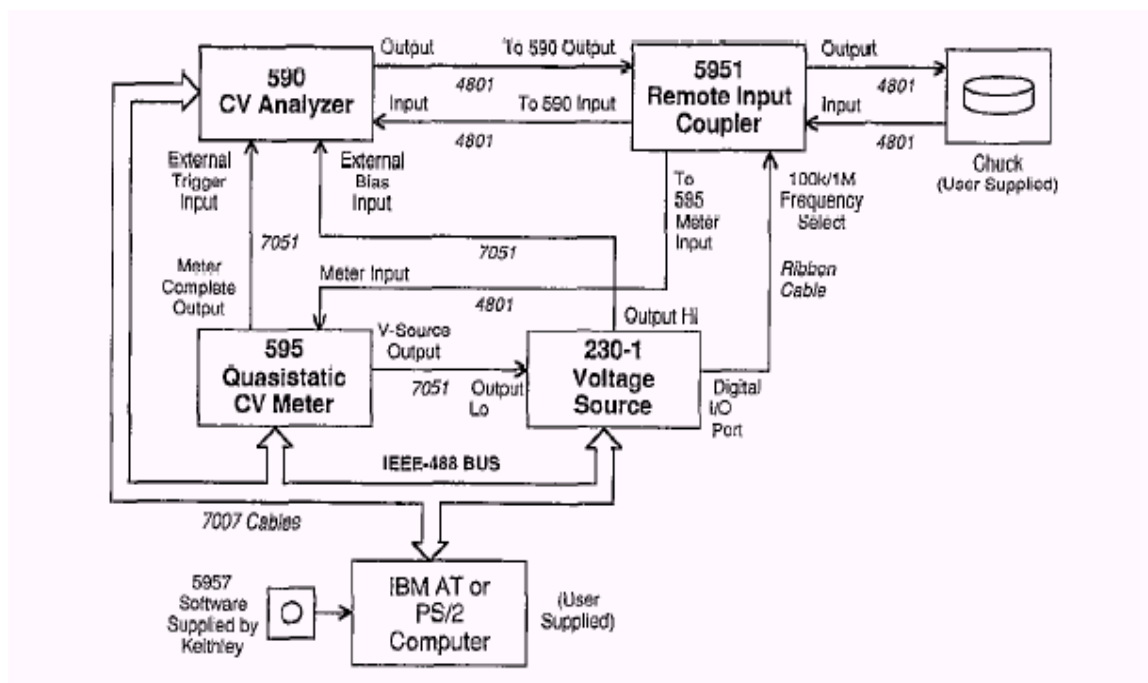 Output
To 590 Output
Output
590
CV Analyzer
4801
5951
Remote Input
Coupler
4801
Input
To 590 Input
Input
4801
4801
External
Trigger
Input
External
Bias
Input
To
595
Meter
Input
100k/1M
Frequency
Select
Chuck
(User Supplied)
7051
7051
Meter
Complete
Output
Meter Input
4801
Ribbon
Cable
Output Hi
595
Quasistatic
CV Meter
V-Source
Output
7051
Output
Lo
230-1
Voltage
Source
Digital
I/O
Port
IEEE-488 BUS
7007 Cables
5957
Software
Supplied by
Keithley
IBM AT or
PS/2
Computer
(User
Supplied)